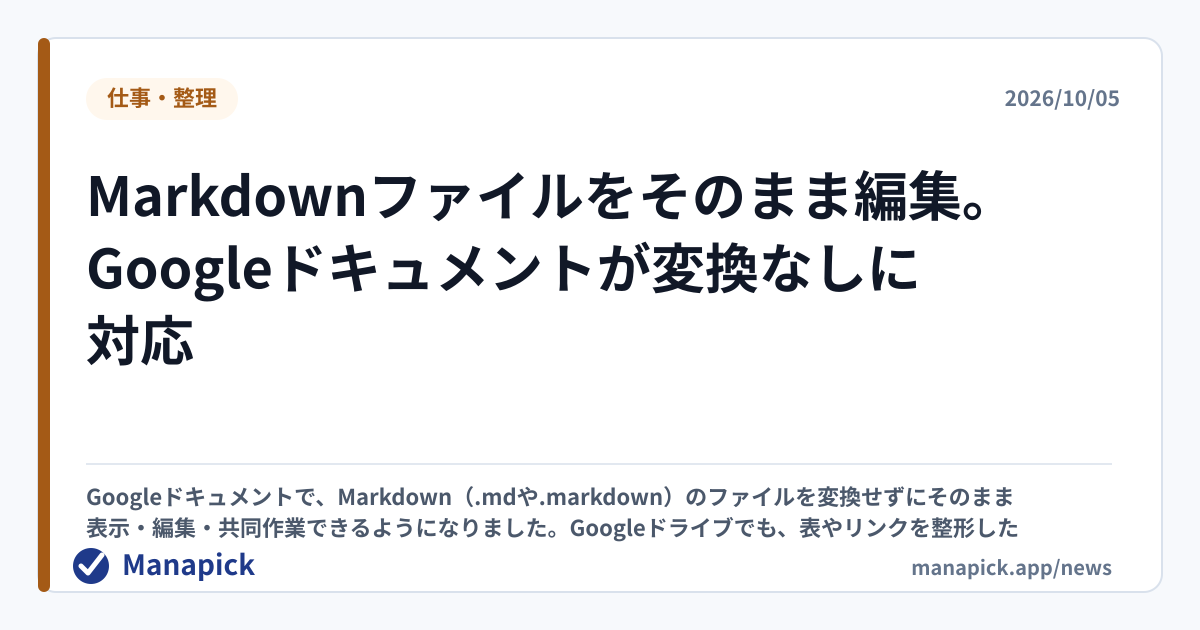 仕事・整理
2026/10/05
Markdownファイルをそのまま編集。
Googleドキュメントが変換なしに
対応
Googleドキュメントで、Markdown（.mdや.markdown）のファイルを変換せずにそのまま
表示・編集・共同作業できるようになりました。Googleドライブでも、表やリンクを整形した
Manapick
manapick.app/news